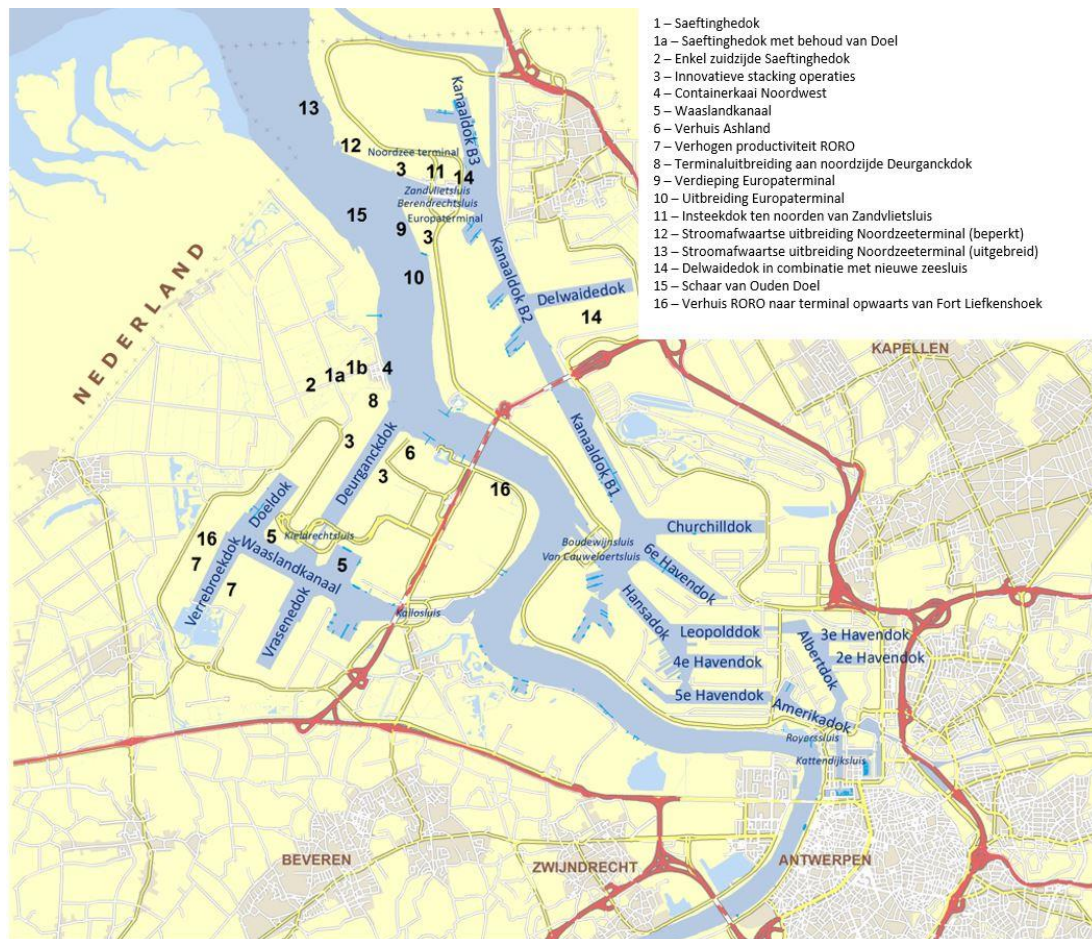 1 – Saeftinghedok
1a – Saeftinghedok met behoud van Doel
2 – Enkel zuidzijde Saeftinghedok
3 – Innovatieve stacking operaties
4 – Containerkaai Noordwest
5 – Waaslandkanaal
6 – Verhuis Ashland
7 – Verhogen productiviteit RORO
8 – Terminaluitbreiding aan noordzijde Deurganckdok
9 – Verdieping Europaterminal
10 – Uitbreiding Europaterminal
11 – Insteekdok ten noorden van Zandvlietsluis
12 – Stroomafwaartse uitbreiding Noordzeeterminal (beperkt)
13 – Stroomafwaartse uitbreiding Noordzeeterminal (uitgebreid)
14 – Delwaidedok in combinatie met nieuwe zeesluis
15 – Schaar van Ouden Doel
16 – Verhuis RORO naar terminal opwaarts van Fort Liefkenshoek
13
Kanaaldok B3
12
Noordzee terminal
3
11
14
Zandvlietsluis
Berendrechtsluis
15
Europaterminal
9
3
10
Kanaaldok B2
Delwaidedok
14
NEDERLAND
KAPELLEN
1b
4
1a
2
8
3
Deurganckdok
6
3
16
Kanaaldok B1
Doeldok
16
5
Kieldrechtsluis
7
Waaslandkanaal
5
7
Verrebroekdok
Vrasenedok
Kallosluis
Churchilldok
Boudewijnsluis
Van Cauwelaertsluis
6e Havendok
Hansadok
Leopolddok
Albertdok
3e Havendok
2e Havendok
4e Havendok
5e Havendok
Amerikadok
Royerssluis
Kattendijksluis
BEVEREN
ZWIJNDRECHT
ANTWERPEN